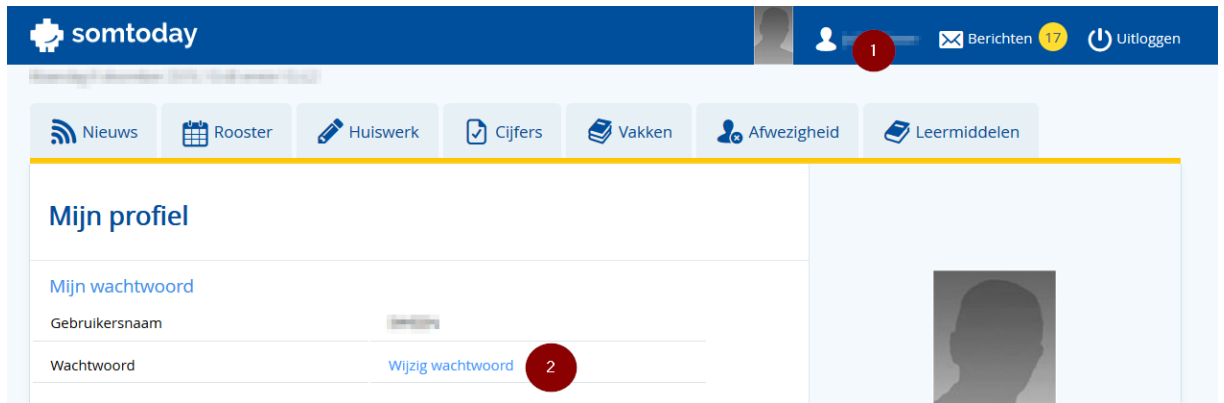 somtoday
1
Berichten 17
Uitloggen
Nieuws
Rooster
Huiswerk
Cijfers
Vakken
Afwezigheid
Leermiddelen
Mijn profiel
Mijn wachtwoord
Gebruikersnaam
Wachtwoord
Wijzig wachtwoord 2